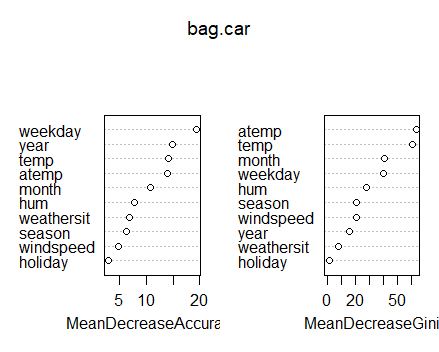 bag.car
weekday
year
temp
atemp
month
hum
weathersit
season
windspeed
holiday
5 10 20
MeanDecreaseAccura
atemp
temp
month
weekday
hum
season
windspeed
year
weathersit
holiday
0 20 50
MeanDecreaseGini